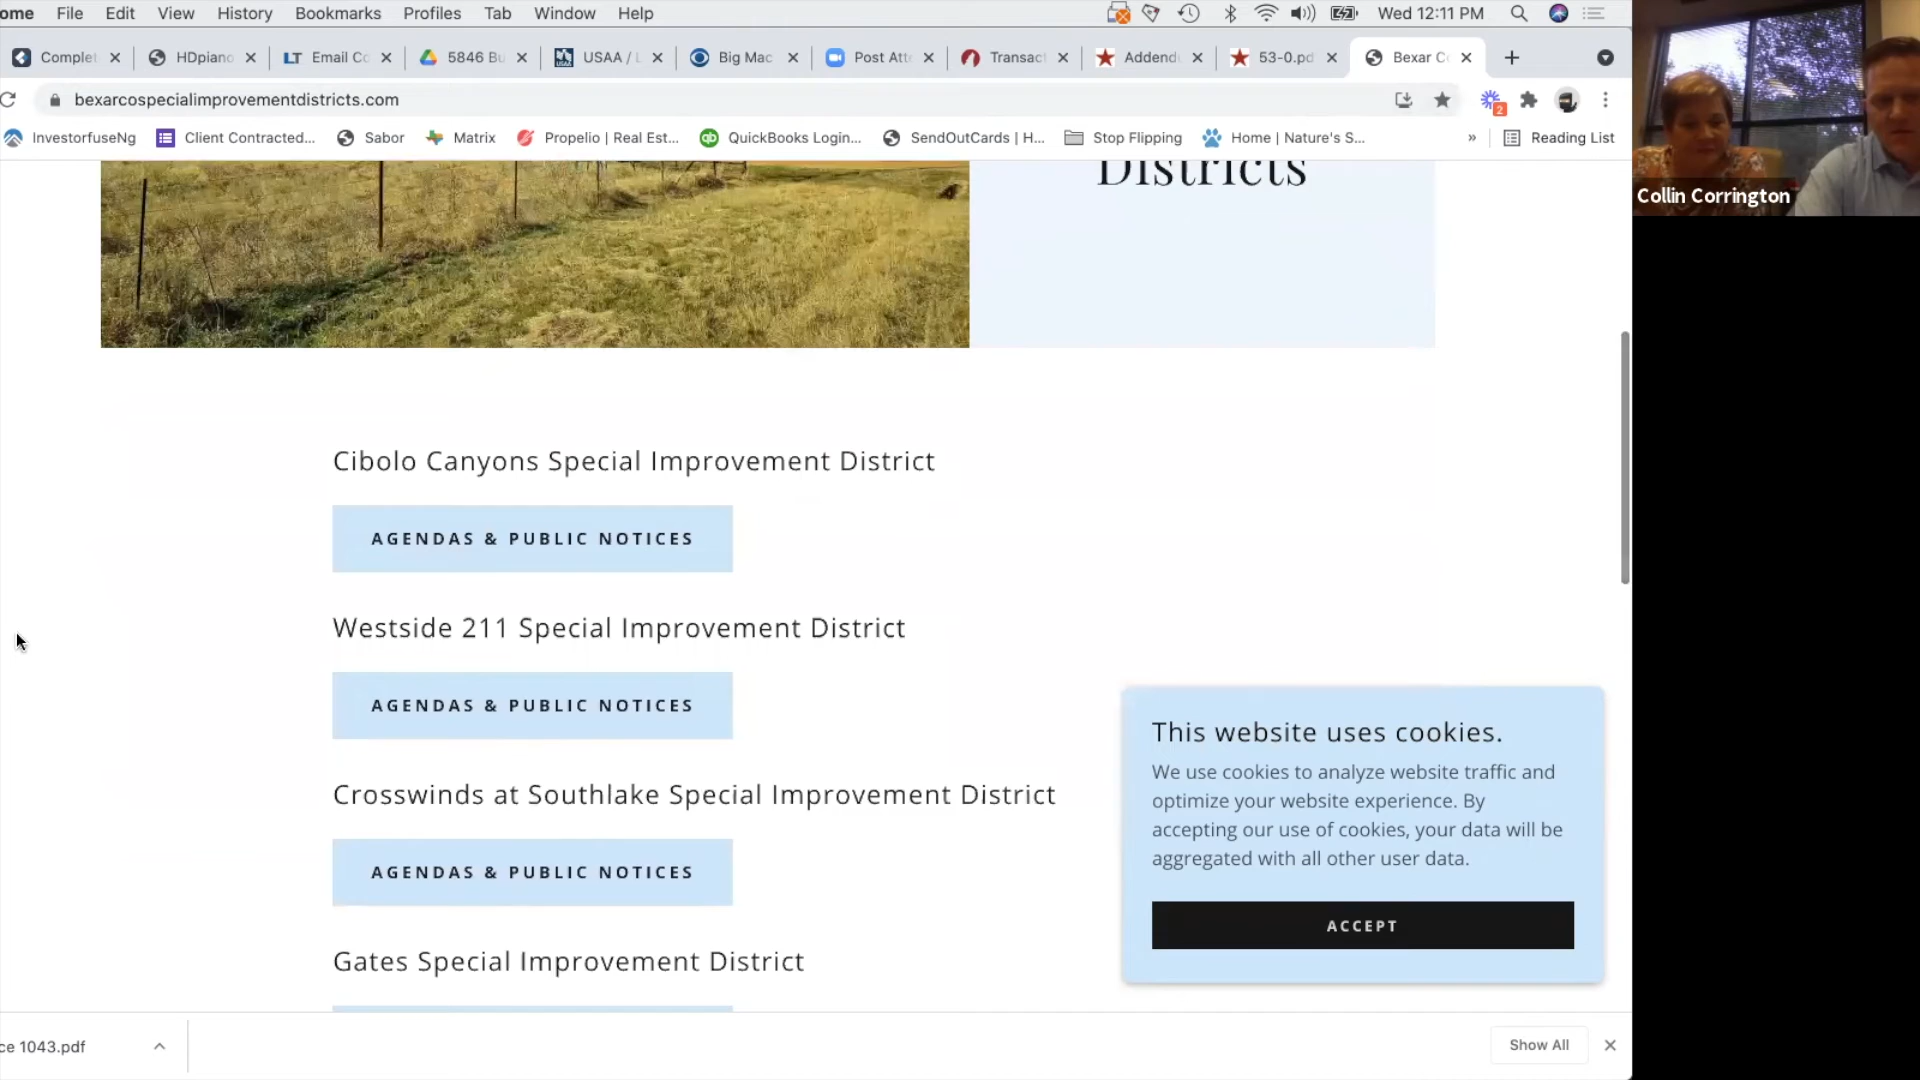 ome File Edit View History Bookmarks Profiles Tab Window Help Wed 12:11 PM
Complet HDpiano Email Co 5846 Bu USAA / L Big Mac Post Atte Transact Addend 53-0.pd Bexar Co
bexarcospecialimprovementdistricts.com 2
InvestorfuseNg Client Contracted... Sabor Matrix Propelio | Real Est... QuickBooks Login... SendOutCards | H... Stop Flipping Home | Nature's S... » Reading List
Collin Corrington
Districts
Cibolo Canyons Special Improvement District
AGENDAS & PUBLIC NOTICES
Westside 211 Special Improvement District
AGENDAS & PUBLIC NOTICES
Crosswinds at Southlake Special Improvement District
AGENDAS & PUBLIC NOTICES
Gates Special Improvement District
This website uses cookies.
We use cookies to analyze website traffic and
optimize your website experience. By
accepting our use of cookies, your data will be
aggregated with all other user data.
ACCEPT
ce 1043.pdf Show All